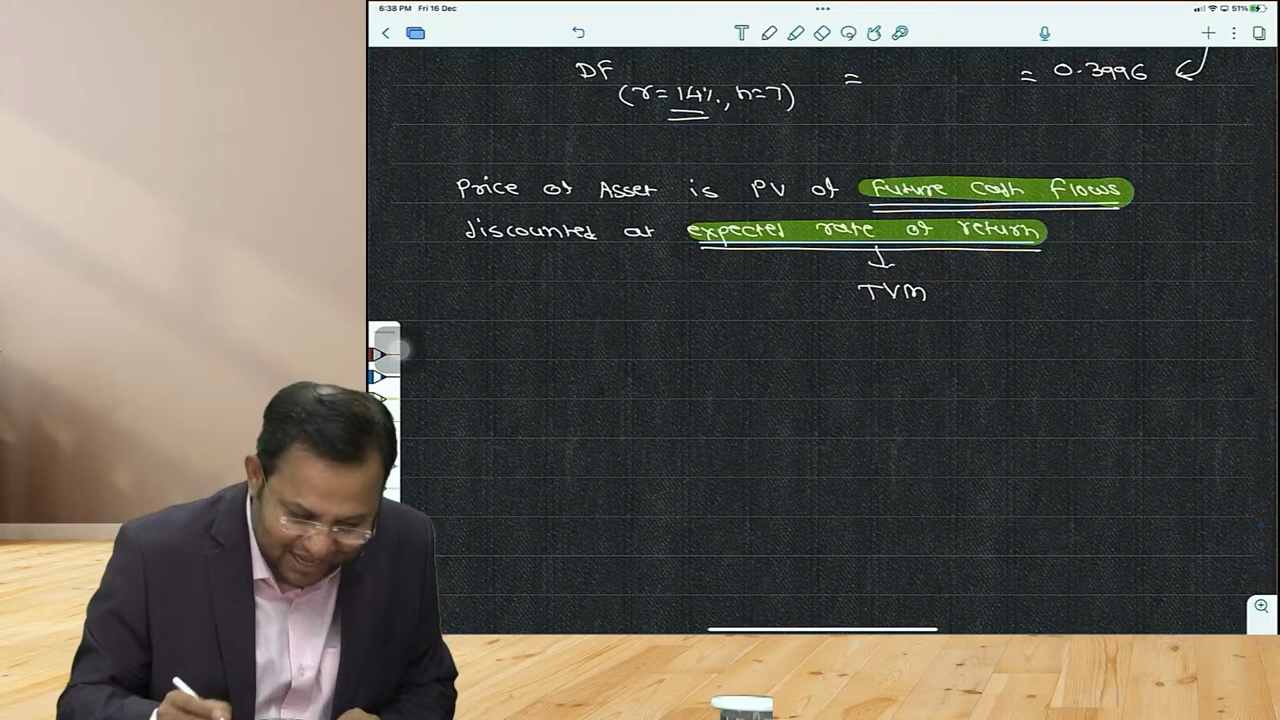 6:38 PM Fri 16 Dec
51%
DF = = 0.3996
(r=14%, n=7)
Price of Asset is PV of Future Cash flows
discounted at expected rate of return
TVM